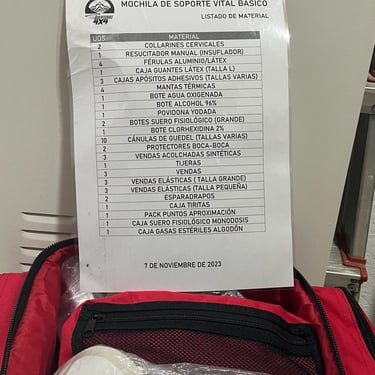 4X4
MOCHILA DE SOPORTE VITAL BÁSICO
LISTADO DE MATERIAL
UDS MATERIAL
2 COLLARINES CERVICALES
1 RESUCITADOR MANUAL (INSUFLADOR)
4 FÉRULAS ALUMINIO/LÁTEX
1 CAJA GUANTES LÁTEX (TALLA L)
3 CAJAS APÓSITOS ADHESIVOS (TALLAS VARIAS)
4 MANTAS TÉRMICAS
1 BOTE AGUA OXIGENADA
1 BOTE ALCOHOL 96%
1 POVIDONA YODADA
2 BOTES SUERO FISIOLÓGICO (GRANDE)
1 BOTE CLORHEXIDINA 2%
10 CÁNULAS DE GUEDEL (TALLAS VARIAS)
2 PROTECTORES BOCA-BOCA
3 VENDAS ACOLCHADAS SINTÉTICAS
1 TIJERAS
3 VENDAS
3 VENDAS ELÁSTICAS ( TALLA GRANDE)
3 VENDAS ELÁSTICAS (TALLA PEQUEÑA)
2 ESPARADRAPOS
1 CAJA TIRITAS
1 PACK PUNTOS APROXIMACIÓN
1 CAJA SUERO FISIOLÓGICO MONODOSIS
1 CAJA GASAS ESTÉRILES ALGODÓN
7 DE NOVIEMBRE DE 2023